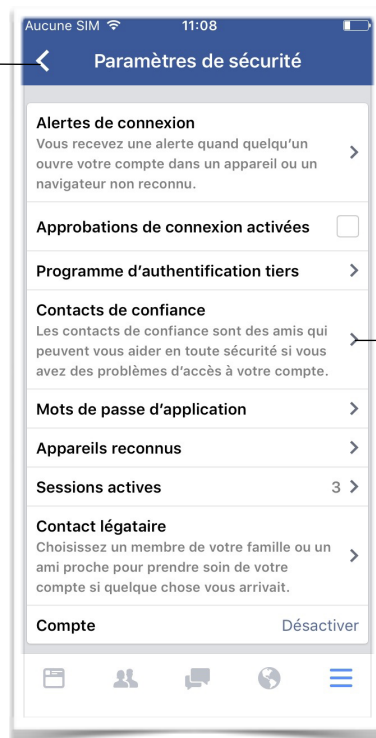 Aucune SIM 11:08
Paramètres de sécurité
Alertes de connexion
Vous recevez une alerte quand quelqu'un
ouvre votre compte dans un appareil ou un
navigateur non reconnu.
Approbations de connexion activées
Programme d'authentification tiers
Contacts de confiance
Les contacts de confiance sont des amis qui
peuvent vous aider en toute sécurité si vous
avez des problèmes d'accès à votre compte.
Mots de passe d'application
Appareils reconnus
Sessions actives 3
Contact légataire
Choisissez un membre de votre famille ou un
ami proche pour prendre soin de votre
compte si quelque chose vous arrivait.
Compte Désactiver